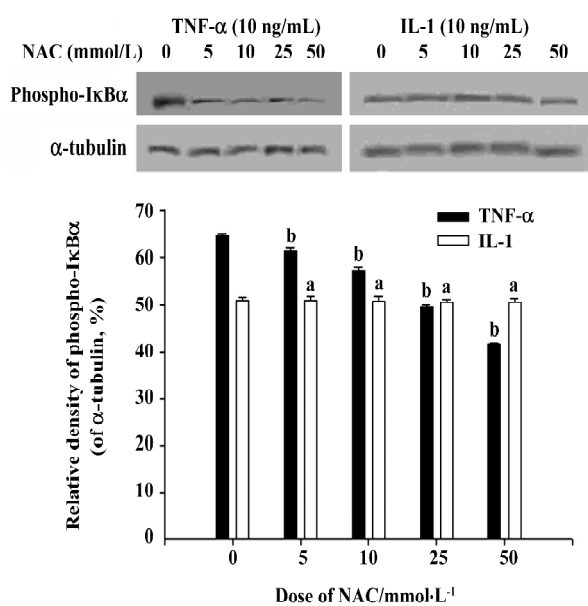 TNF-α (10 ng/mL) IL-1 (10 ng/mL)
NAC (mmol/L) 0 5 10 25 50 0 5 10 25 50
Phospho-IκBα
α-tubulin
70
60
50
40
30
20
10
0
Relative density of phospho-IκBα
(of α-tubulin, %)
TNF-α
IL-1
b
a
b
a
b a
b
a
0 5 10 25 50
Dose of NAC/mmol·L⁻¹